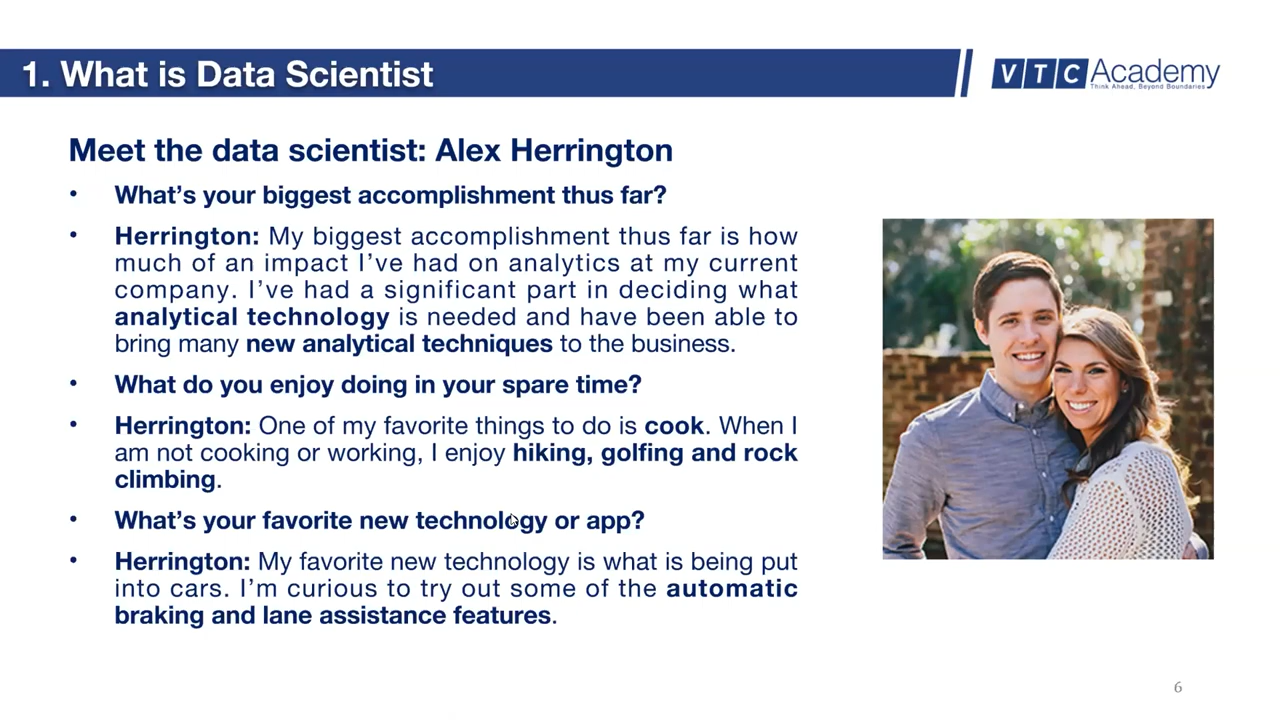 1. What is Data Scientist
VTC Academy
Think Ahead, Beyond Boundaries
Meet the data scientist: Alex Herrington
• What’s your biggest accomplishment thus far?
• Herrington: My biggest accomplishment thus far is how
much of an impact I’ve had on analytics at my current
company. I’ve had a significant part in deciding what
analytical technology is needed and have been able to
bring many new analytical techniques to the business.
• What do you enjoy doing in your spare time?
• Herrington: One of my favorite things to do is cook. When I
am not cooking or working, I enjoy hiking, golfing and rock
climbing.
• What’s your favorite new technology or app?
• Herrington: My favorite new technology is what is being put
into cars. I’m curious to try out some of the automatic
braking and lane assistance features.
6